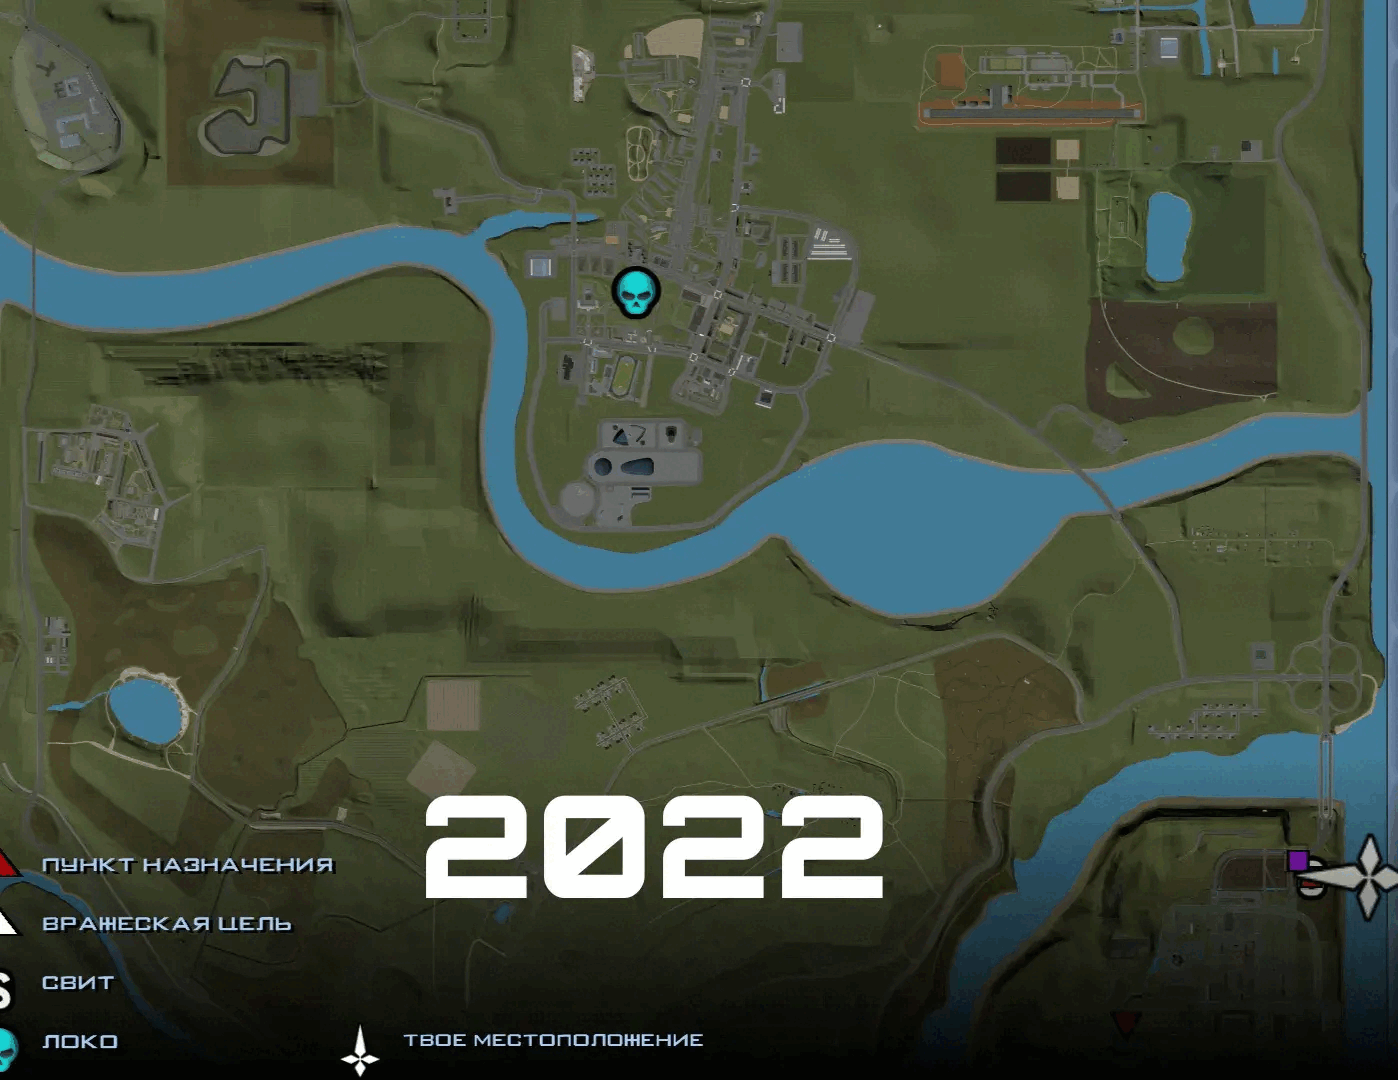 2022
ПУНКТ НАЗНАЧЕНИЯ
ВРАЖЕСКАЯ ЦЕЛЬ
СВИТ
ЛОКО
ТВОЕ МЕСТОПОЛОЖЕНИЕ